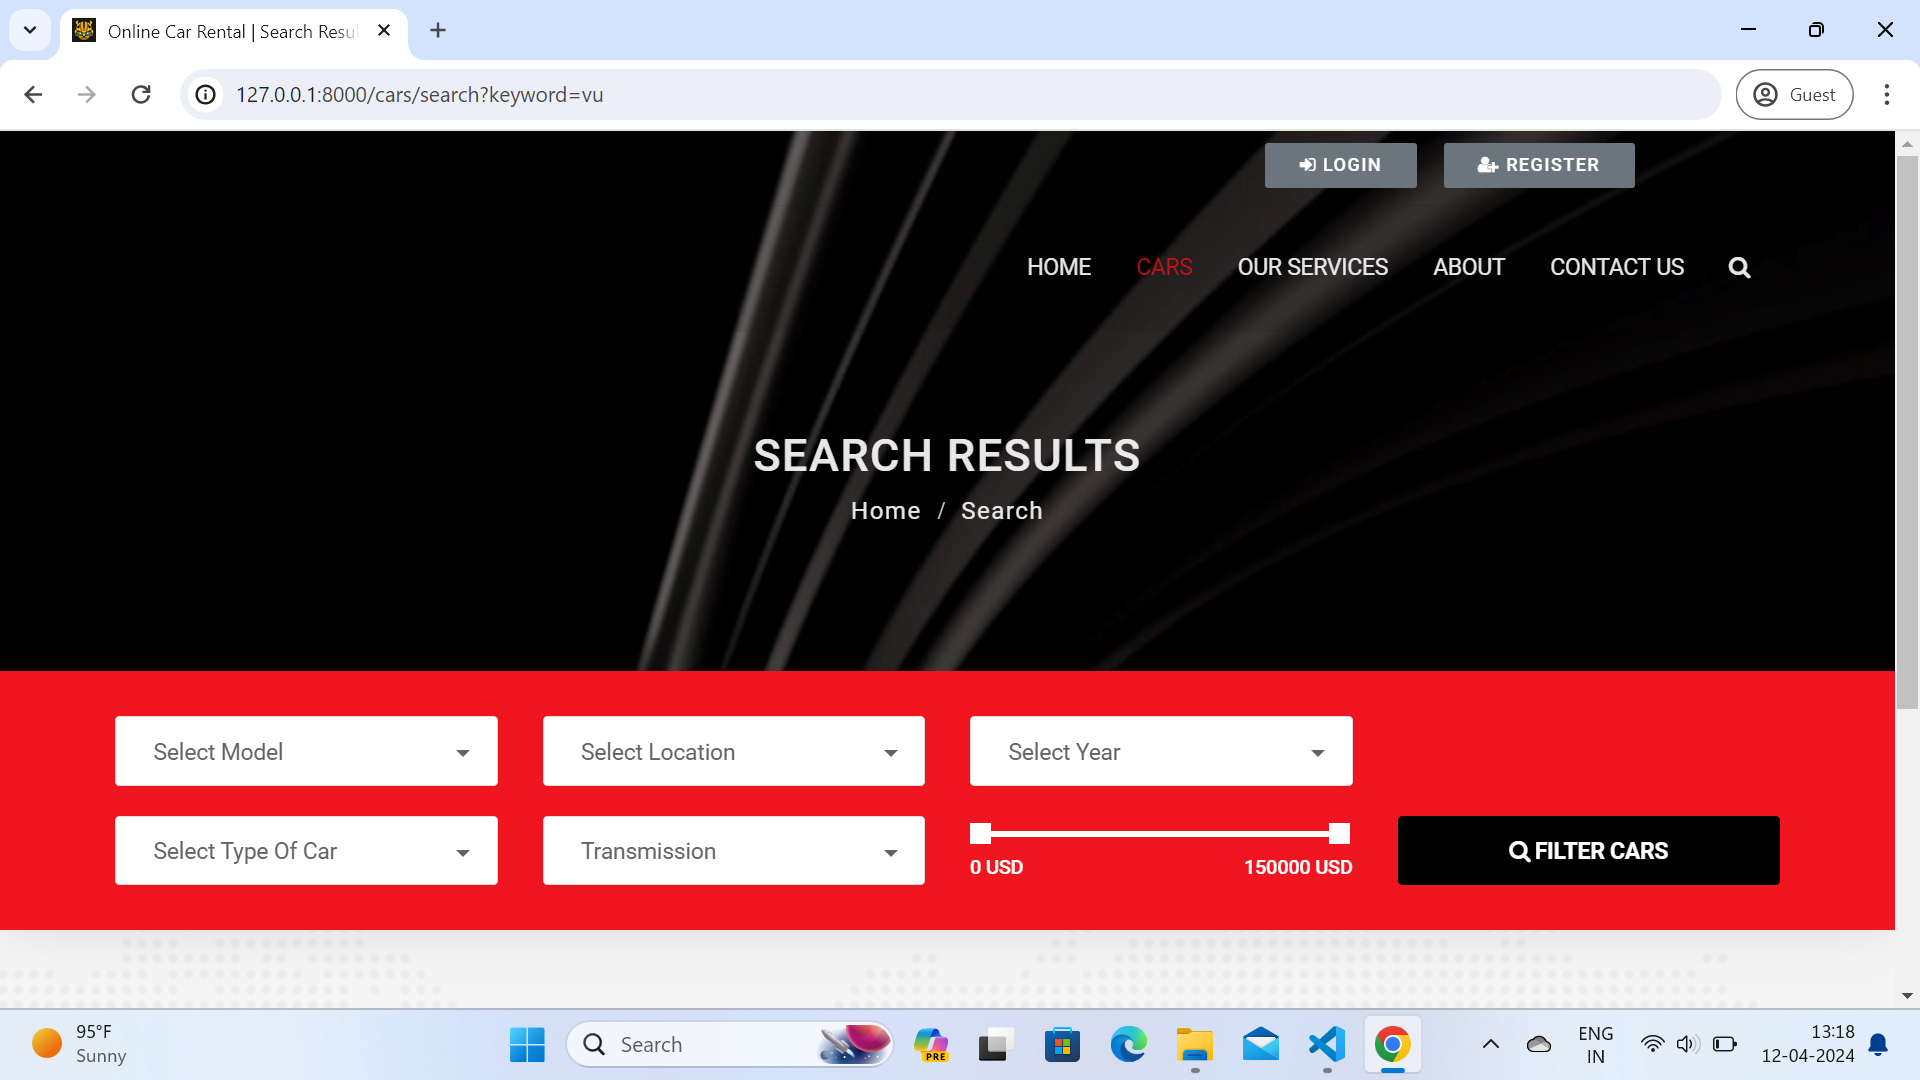 Online Car Rental | Search Resul
127.0.0.1:8000/cars/search?keyword=vu
Guest
LOGIN
REGISTER
HOME
CARS
OUR SERVICES
ABOUT
CONTACT US
SEARCH RESULTS
Home / Search
Select Model
Select Location
Select Year
Select Type Of Car
Transmission
0 USD
150000 USD
FILTER CARS
95°F
Sunny
Search
PRE
ENG
IN
13:18
12-04-2024